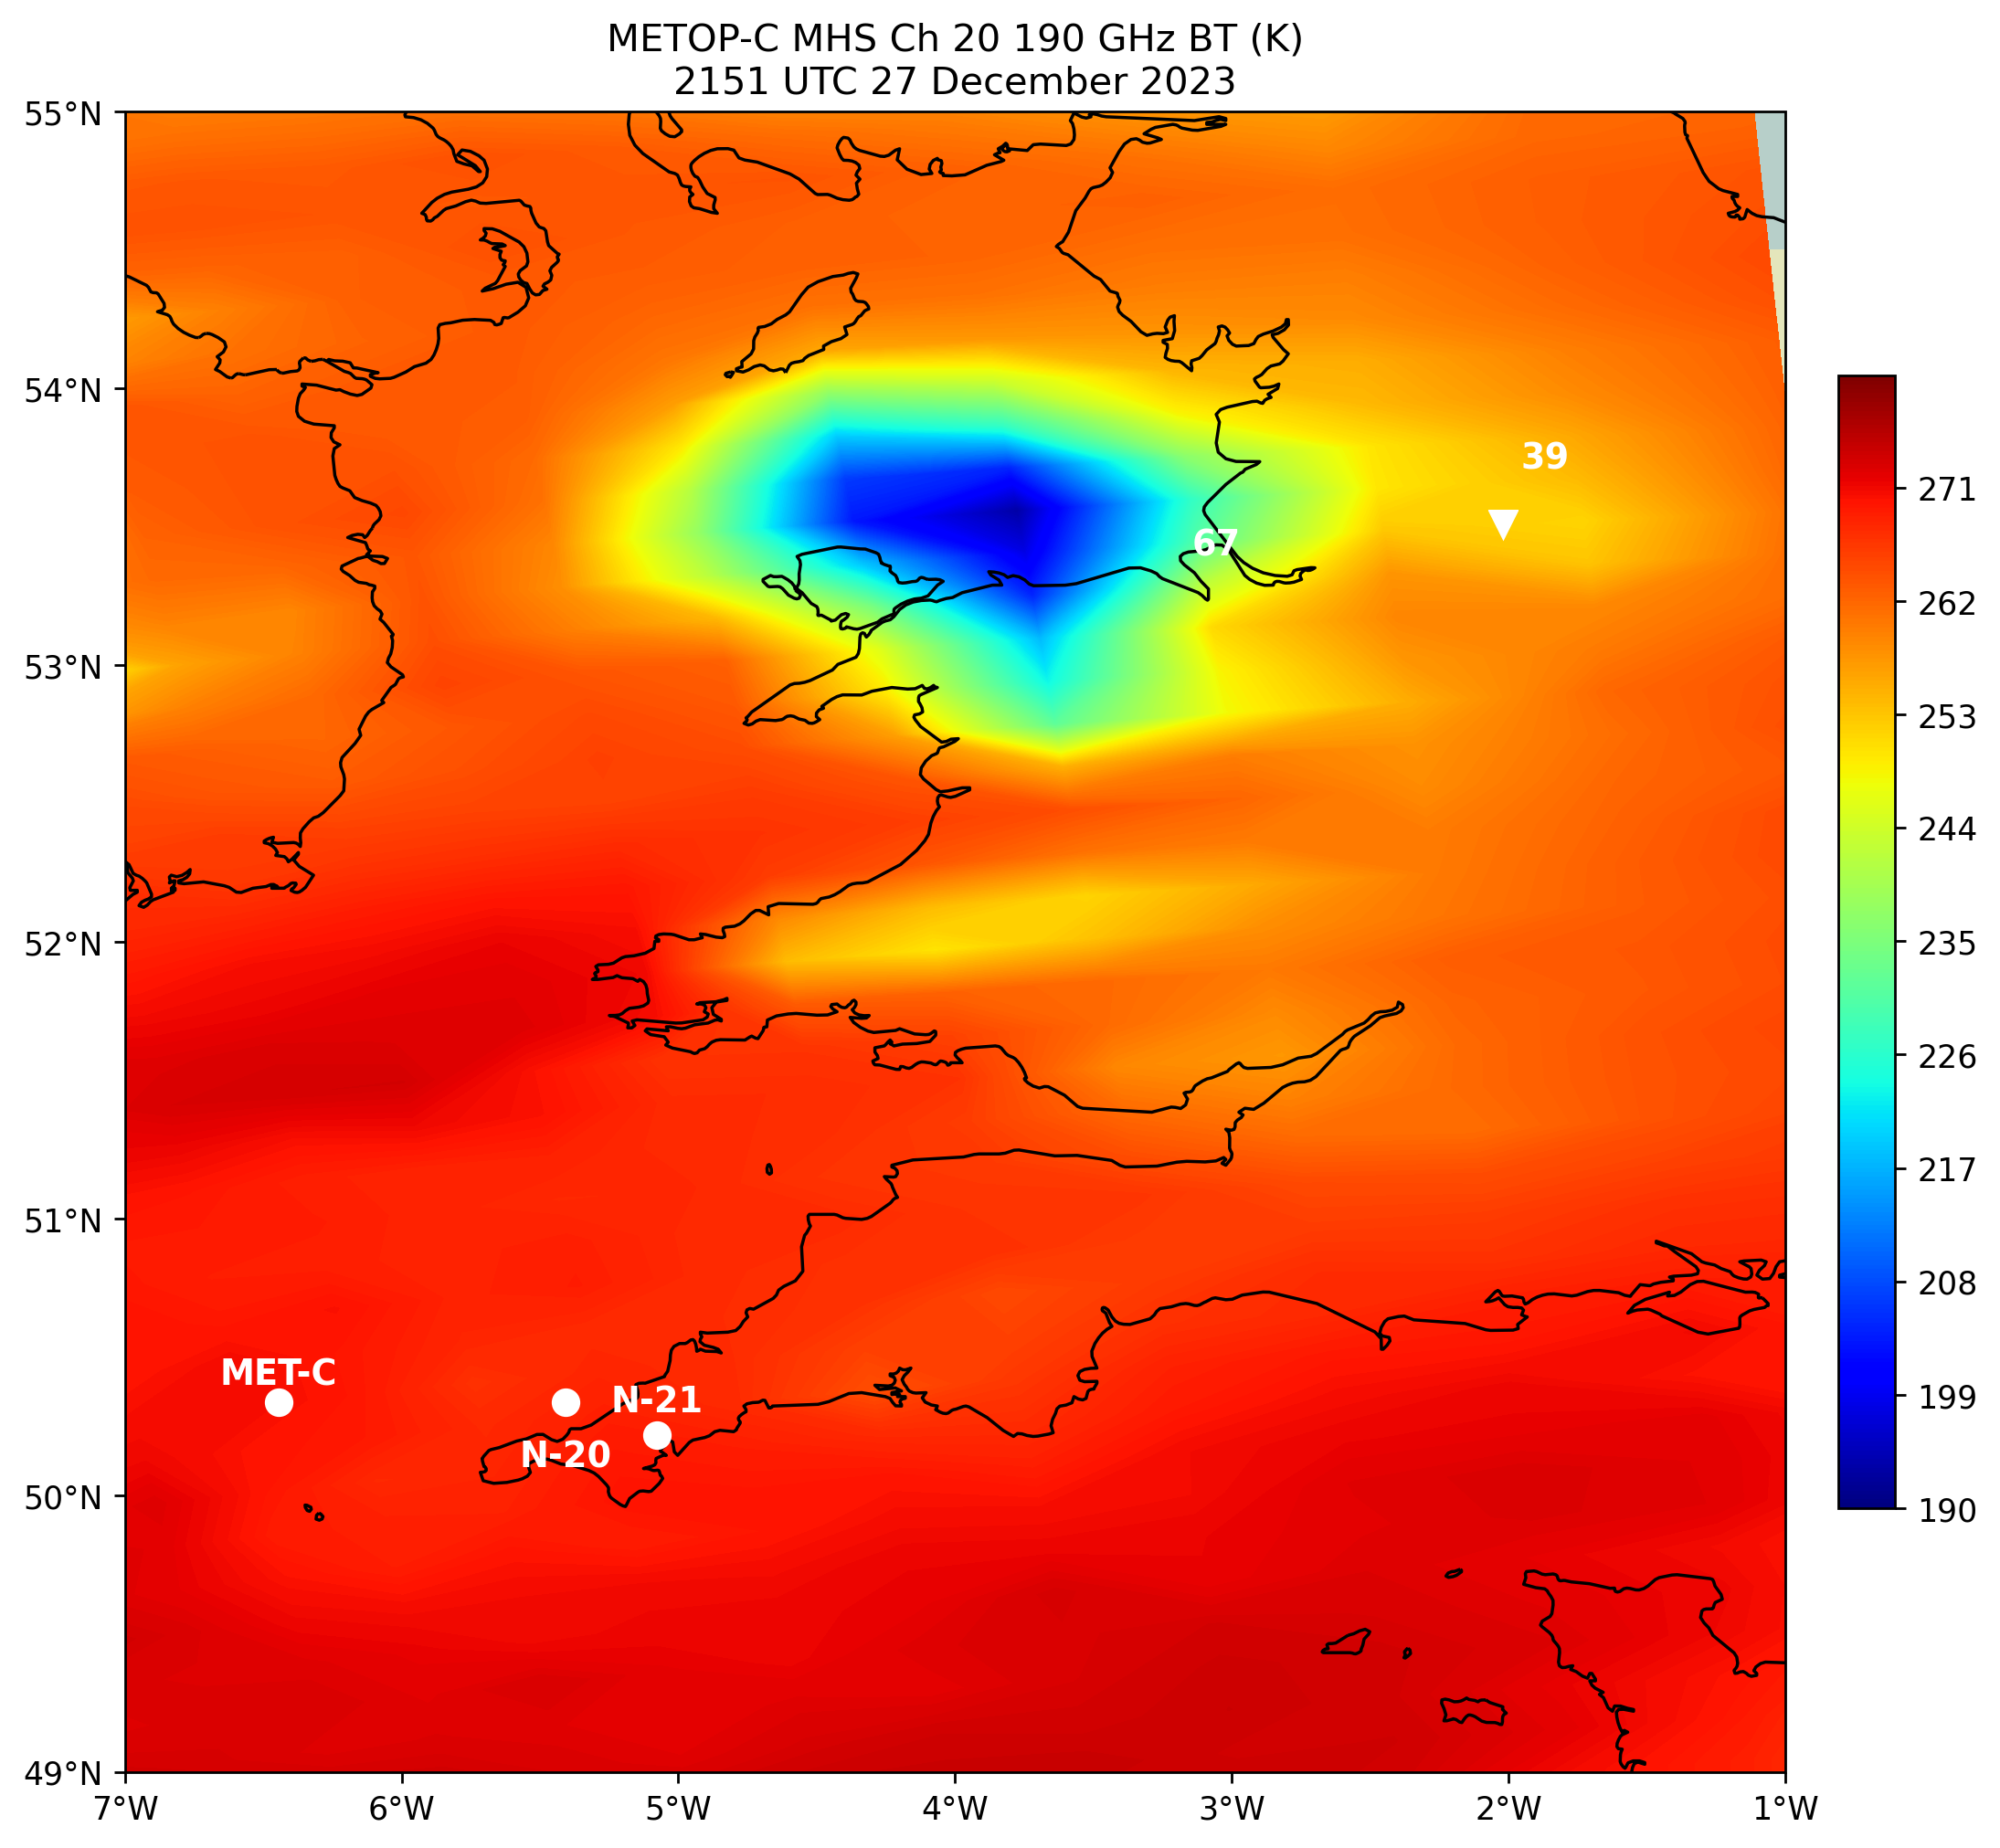 METOP-C MHS Ch 20 190 GHz BT (K)
2151 UTC 27 December 2023
55°N
54°N
53°N
52°N
51°N
50°N
49°N
7°W
6°W
5°W
4°W
3°W
2°W
1°W
39
67
MET-C
N-21
N-20
271
262
253
244
235
226
217
208
199
190